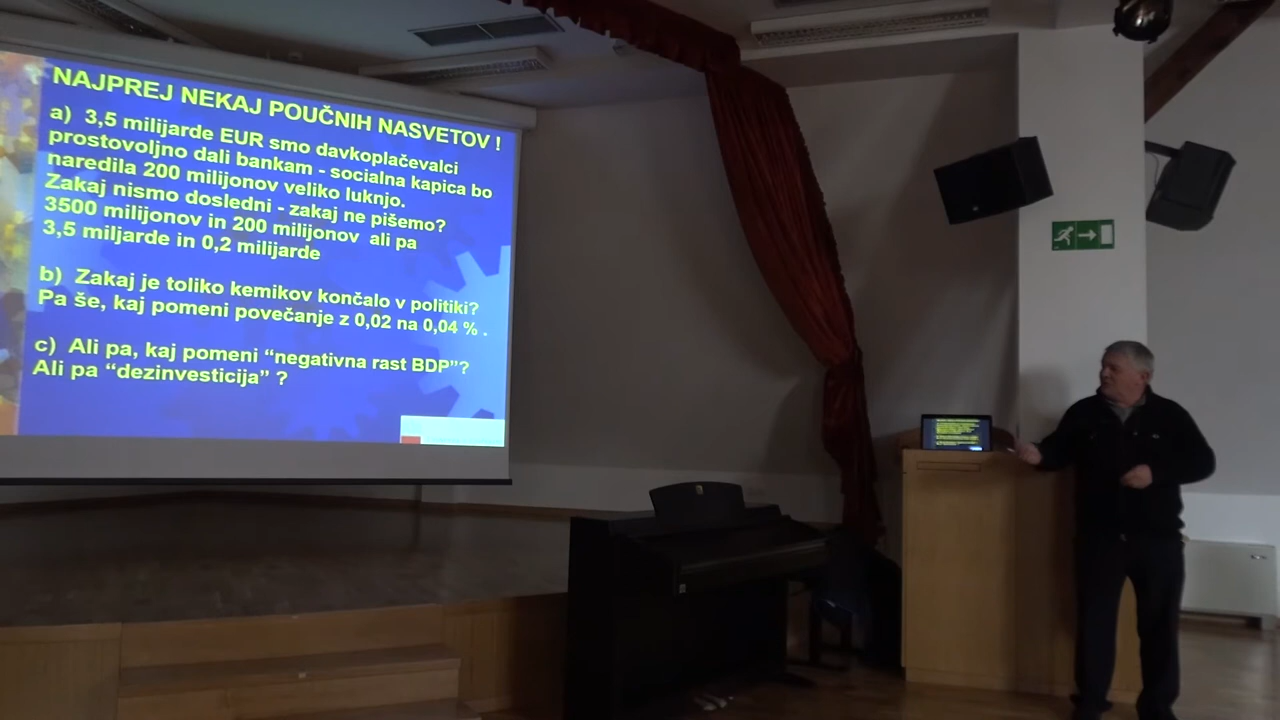 NAJPREJ NEKAJ POUČNIH NASVETOV !
a) 3,5 milijarde EUR smo davkoplačevalci
prostovoljno dali bankam - socialna kapica bo
naredila 200 milijonov veliko luknjo.
Zakaj nismo dosledni - zakaj ne pišemo?
3500 milijonov in 200 milijonov ali pa
3,5 miljarde in 0,2 milijarde
b) Zakaj je toliko kemikov končalo v politiki?
Pa še, kaj pomeni povečanje z 0,02 na 0,04 % .
c) Ali pa, kaj pomeni “negativna rast BDP”?
Ali pa “dezinvesticija” ?